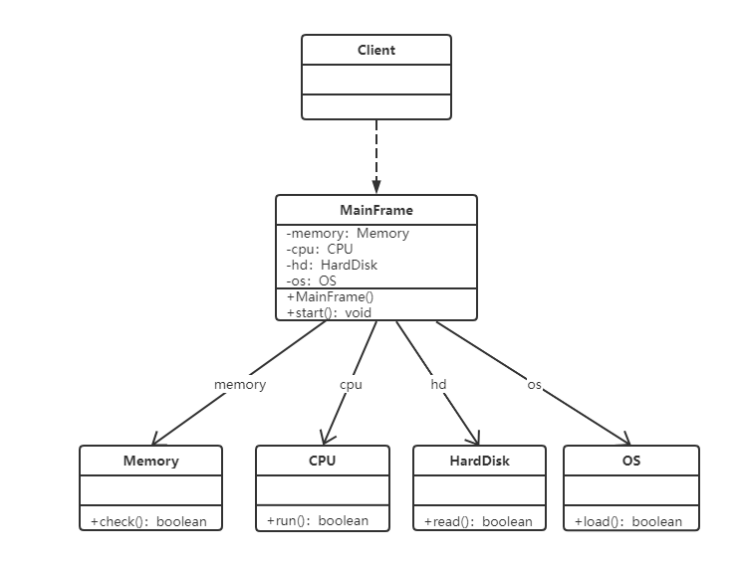 Client
MainFrame
-memory: Memory
-cpu: CPU
-hd: HardDisk
-os: OS
+MainFrame()
+start(): void
memory
cpu
hd
os
Memory
+check(): boolean
CPU
+run(): boolean
HardDisk
+read(): boolean
OS
+load(): boolean